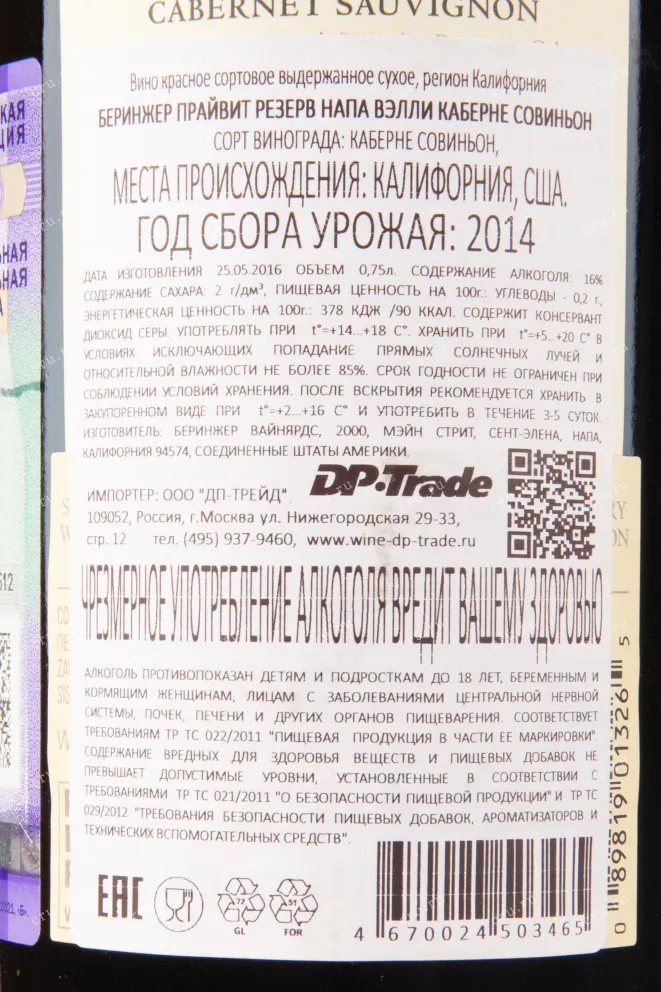 CABERNET SAUVIGNON
Вино красное сортовое выдержанное сухое, регион Калифорния
БЕРИНЖЕР ПРАЙВИТ РЕЗЕРВ НАПА ВЭЛЛИ КАБЕРНЕ СОВИНЬОН
СОРТ ВИНОГРАДА: КАБЕРНЕ СОВИНЬОН,
МЕСТА ПРОИСХОЖДЕНИЯ: КАЛИФОРНИЯ, США.
ГОД СБОРА УРОЖАЯ: 2014
ДАТА ИЗГОТОВЛЕНИЯ 25.05.2016 ОБЪЕМ 0,75л. СОДЕРЖАНИЕ АЛКОГОЛЯ: 16%
СОДЕРЖАНИЕ САХАРА: 2 г/дм³, ПИЩЕВАЯ ЦЕННОСТЬ НА 100г.: УГЛЕВОДЫ - 0,2 г.,
ЭНЕРГЕТИЧЕСКАЯ ЦЕННОСТЬ НА 100г.: 378 КДЖ /90 ККАЛ. СОДЕРЖИТ КОНСЕРВАНТ
ДИОКСИД СЕРЫ. УПОТРЕБЛЯТЬ ПРИ t°=+14...+18 С°. ХРАНИТЬ ПРИ t°=+5...+20 С° В
УСЛОВИЯХ ИСКЛЮЧАЮЩИХ ПОПАДАНИЕ ПРЯМЫХ СОЛНЕЧНЫХ ЛУЧЕЙ И
ОТНОСИТЕЛЬНОЙ ВЛАЖНОСТИ НЕ БОЛЕЕ 85%. СРОК ГОДНОСТИ НЕ ОГРАНИЧЕН ПРИ
СОБЛЮДЕНИИ УСЛОВИЙ ХРАНЕНИЯ. ПОСЛЕ ВСКРЫТИЯ РЕКОМЕНДУЕТСЯ ХРАНИТЬ В
ЗАКУПОРЕННОМ ВИДЕ ПРИ t°=+2...+16 С° И УПОТРЕБИТЬ В ТЕЧЕНИЕ 3-5 СУТОК.
ИЗГОТОВИТЕЛЬ: БЕРИНЖЕР ВАЙНЯРДС, 2000, МЭЙН СТРИТ, СЕНТ-ЭЛЕНА, НАПА,
КАЛИФОРНИЯ 94574, СОЕДИНЕННЫЕ ШТАТЫ АМЕРИКИ.
DP-Trade
ИМПОРТЕР: ООО "ДП-ТРЕЙД".
109052, Россия, г.Москва ул. Нижегородская 29-33,
стр. 12 тел. (495) 937-9460, www.wine-dp-trade.ru
ЧРЕЗМЕРНОЕ УПОТРЕБЛЕНИЕ АЛКОГОЛЯ ВРЕДИТ ВАШЕМУ ЗДОРОВЬЮ
АЛКОГОЛЬ ПРОТИВОПОКАЗАН ДЕТЯМ И ПОДРОСТКАМ ДО 18 ЛЕТ, БЕРЕМЕННЫМ И
КОРМЯЩИМ ЖЕНЩИНАМ, ЛИЦАМ С ЗАБОЛЕВАНИЯМИ ЦЕНТРАЛЬНОЙ НЕРВНОЙ
СИСТЕМЫ, ПОЧЕК, ПЕЧЕНИ И ДРУГИХ ОРГАНОВ ПИЩЕВАРЕНИЯ. СООТВЕТСТВУЕТ
ТРЕБОВАНИЯМ ТР ТС 022/2011 "ПИЩЕВАЯ ПРОДУКЦИЯ В ЧАСТИ ЕЕ МАРКИРОВКИ".
СОДЕРЖАНИЕ ВРЕДНЫХ ДЛЯ ЗДОРОВЬЯ ВЕЩЕСТВ И ПИЩЕВЫХ ДОБАВОК НЕ
ПРЕВЫШАЕТ ДОПУСТИМЫЕ УРОВНИ, УСТАНОВЛЕННЫЕ В СООТВЕТСТВИИ С
ТРЕБОВАНИЯМИ ТР ТС 021/2011 "О БЕЗОПАСНОСТИ ПИЩЕВОЙ ПРОДУКЦИИ" И ТР ТС
029/2012 "ТРЕБОВАНИЯ БЕЗОПАСНОСТИ ПИЩЕВЫХ ДОБАВОК, АРОМАТИЗАТОРОВ И
ТЕХНИЧЕСКИХ ВСПОМОГАТЕЛЬНЫХ СРЕДСТВ".
EAC
72
GL
51
FOR
4 670024 503465
0 89819 01326 5